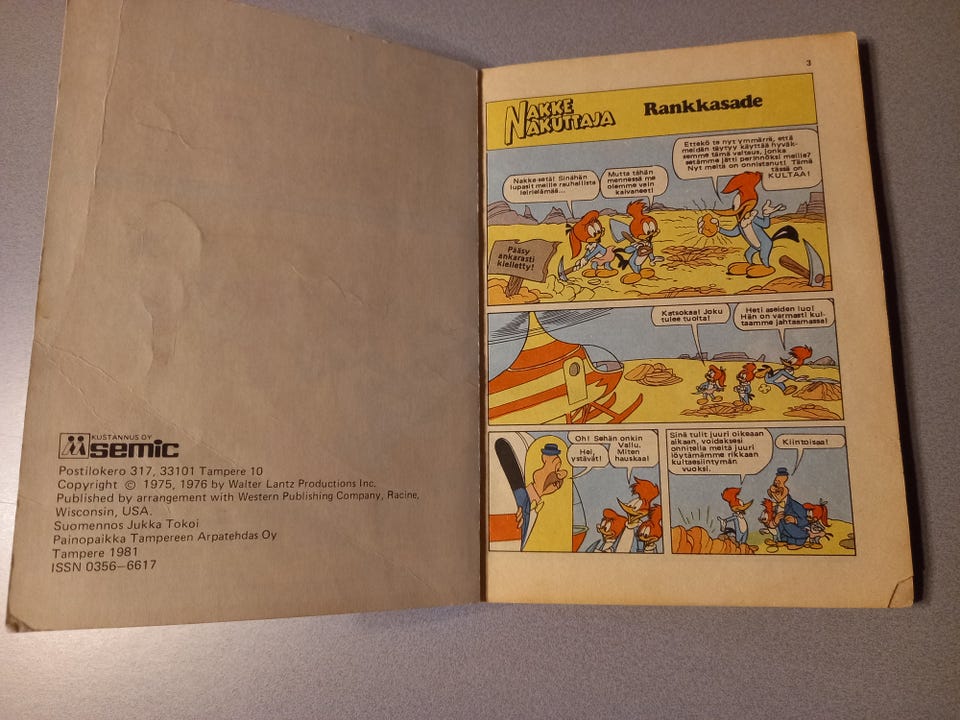 KUSTANNUS OY
semic
Postilokero 317, 33101 Tampere 10
Copyright © 1975, 1976 by Walter Lantz Productions Inc.
Published by arrangement with Western Publishing Company, Racine,
Wisconsin, USA.
Suomennos Jukka Tokoi
Painopaikka Tampereen Arpatehdas Oy
Tampere 1981
ISSN 0356–6617
3
NAKKE
NAKUTTAJA
Rankkasade
Nakke-setä! Sinähän
lupasit meille rauhallista
leirielämää...
Mutta tähän
mennessä me
olemme vain
kaivaneet!
Ettekö te nyt ymmärrä, että
meidän täytyy käyttää hyväk-
semme tämä valtaus, jonka
setämme jätti perinnöksi meille?
Nyt meitä on onnistanut! Tämä
tässä on
KULTAA!
Pääsy
ankarasti
kielletty!
Katsokaa! Joku
tulee tuolta!
Heti aseiden luo!
Hän on varmasti kul-
taamme jahtaamassa!
Hei,
ystävät!
Oh! Sehän onkin
Vallu.
Miten
hauskaa!
Sinä tulit juuri oikeaan
aikaan, voidaksesi
onnitella meitä juuri
löytämämme rikkaan
kultaesiintymän
vuoksi.
Kiintoisaa!